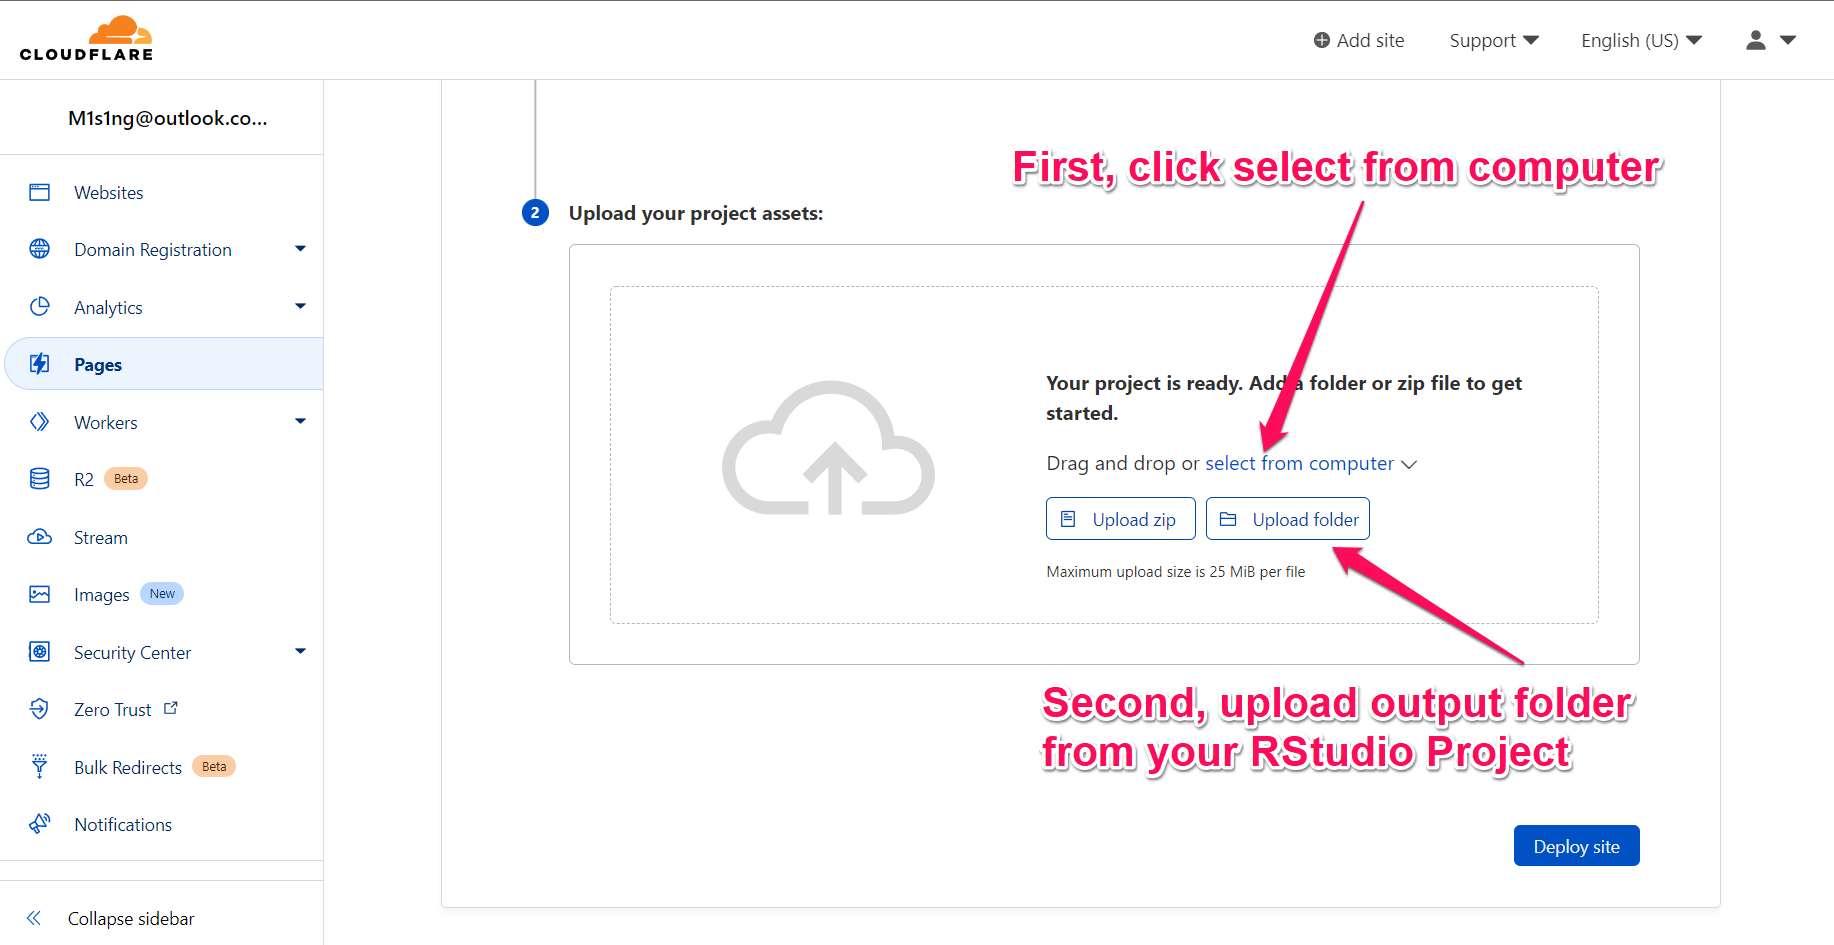 CLOUDFLARE
Add site
Support
English (US)
M1s1ng@outlook.co...
Websites
Domain Registration
Analytics
Pages
Workers
R2 Beta
Stream
Images New
Security Center
Zero Trust
Bulk Redirects Beta
Notifications
Collapse sidebar
First, click select from computer
2 Upload your project assets:
Your project is ready. Add a folder or zip file to get
started.
Drag and drop or select from computer
Upload zip
Upload folder
Maximum upload size is 25 MiB per file
Second, upload output folder
from your RStudio Project
Deploy site